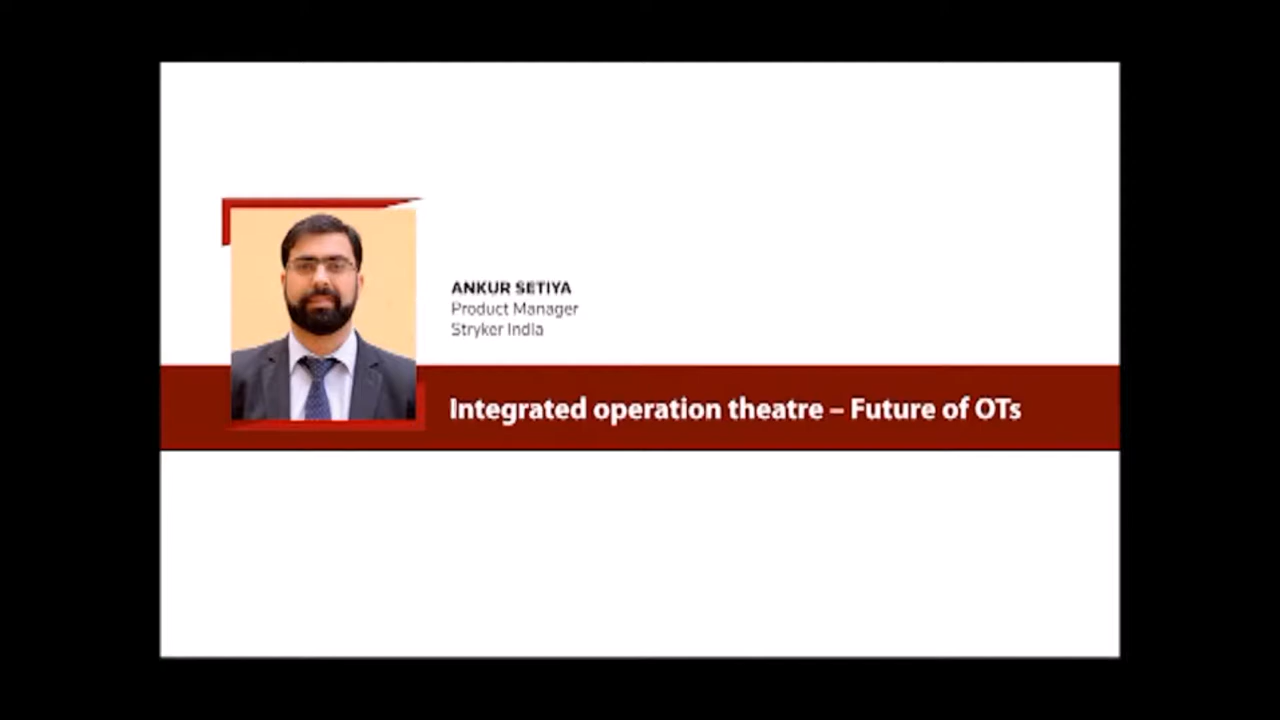 ANKUR SETIYA
Product Manager
Stryker India
Integrated operation theatre – Future of OTs